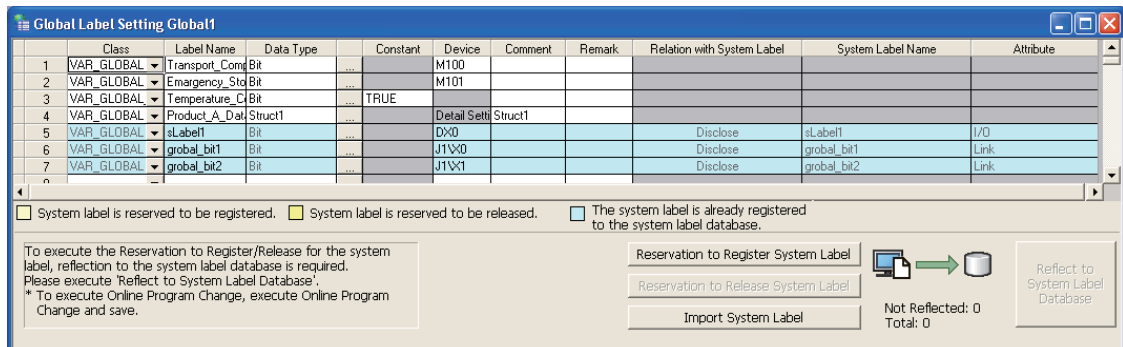 Global Label Setting Global1
Class Label Name Data Type Constant Device Comment Remark Relation with System Label System Label Name Attribute
1 VAR_GLOBAL Transport_Comp Bit ... M100
2 VAR_GLOBAL Emargency_Sto Bit ... M101
3 VAR_GLOBAL Temperature_C Bit ... TRUE
4 VAR_GLOBAL Product_A_Dat Struct1 ... Detail Setti Struct1
5 VAR_GLOBAL sLabel1 Bit ... DX0 Disclose sLabel1 I/O
6 VAR_GLOBAL grobal_bit1 Bit ... J1\X0 Disclose grobal_bit1 Link
7 VAR_GLOBAL grobal_bit2 Bit ... J1\X1 Disclose grobal_bit2 Link
System label is reserved to be registered. System label is reserved to be released. The system label is already registered
to the system label database.
To execute the Reservation to Register/Release for the system
label, reflection to the system label database is required.
Please execute 'Reflect to System Label Database'.
* To execute Online Program Change, execute Online Program
Change and save.
Reservation to Register System Label
Reservation to Release System Label
Import System Label
Not Reflected: 0
Total: 0
Reflect to
System Label
Database